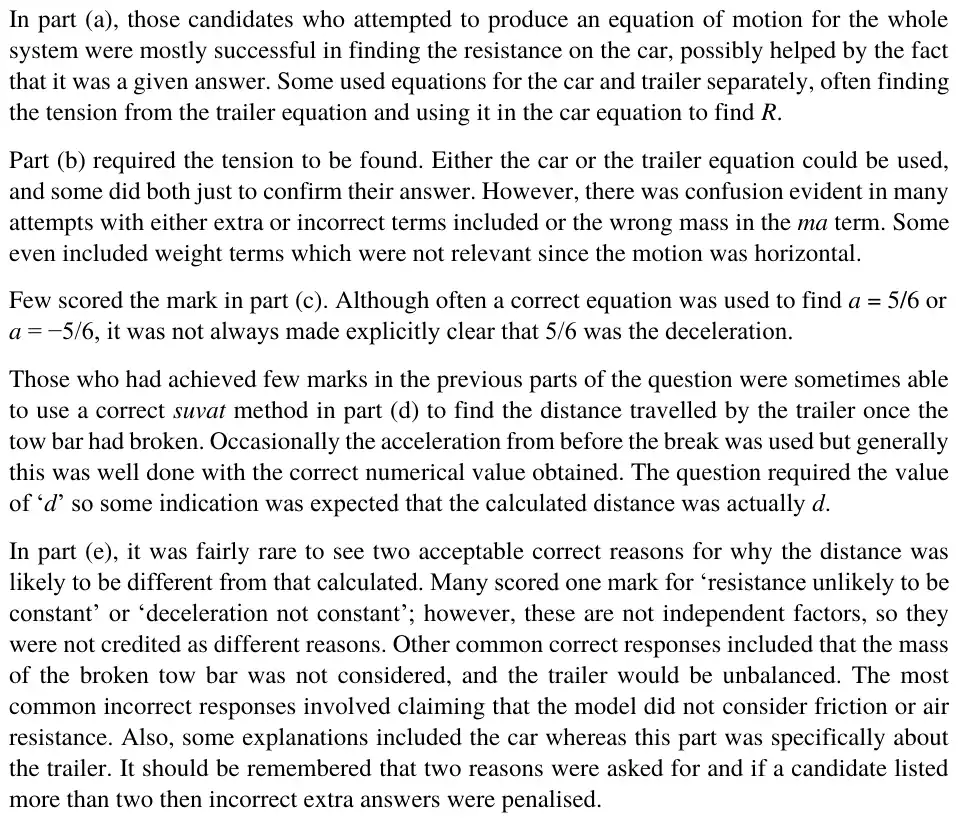 In part (a), those candidates who attempted to produce an equation of motion for the whole
system were mostly successful in finding the resistance on the car, possibly helped by the fact
that it was a given answer. Some used equations for the car and trailer separately, often finding
the tension from the trailer equation and using it in the car equation to find R.
Part (b) required the tension to be found. Either the car or the trailer equation could be used,
and some did both just to confirm their answer. However, there was confusion evident in many
attempts with either extra or incorrect terms included or the wrong mass in the ma term. Some
even included weight terms which were not relevant since the motion was horizontal.
Few scored the mark in part (c). Although often a correct equation was used to find a = 5/6 or
a = −5/6, it was not always made explicitly clear that 5/6 was the deceleration.
Those who had achieved few marks in the previous parts of the question were sometimes able
to use a correct suvat method in part (d) to find the distance travelled by the trailer once the
tow bar had broken. Occasionally the acceleration from before the break was used but generally
this was well done with the correct numerical value obtained. The question required the value
of ‘d’ so some indication was expected that the calculated distance was actually d.
In part (e), it was fairly rare to see two acceptable correct reasons for why the distance was
likely to be different from that calculated. Many scored one mark for ‘resistance unlikely to be
constant’ or ‘deceleration not constant’; however, these are not independent factors, so they
were not credited as different reasons. Other common correct responses included that the mass
of the broken tow bar was not considered, and the trailer would be unbalanced. The most
common incorrect responses involved claiming that the model did not consider friction or air
resistance. Also, some explanations included the car whereas this part was specifically about
the trailer. It should be remembered that two reasons were asked for and if a candidate listed
more than two then incorrect extra answers were penalised.